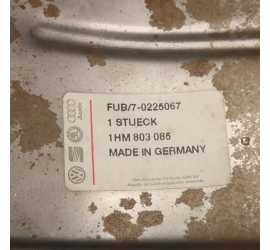 FUB/7-0225067
1 STUECK
1HM 803 085
MADE IN GERMANY